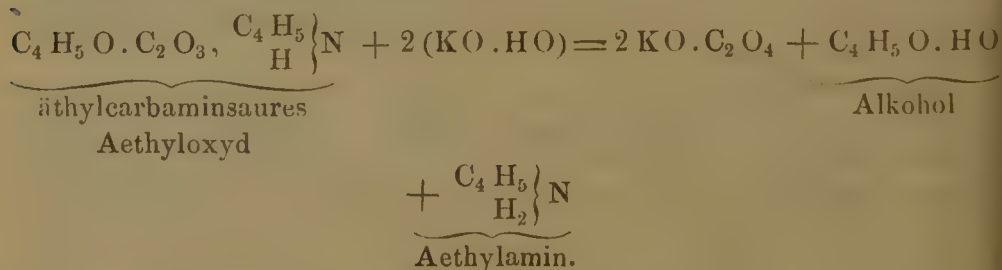 C₄ H₅ O . C₂ O₃, C₄ H₅ / H } N + 2 (KO . HO) = 2 KO . C₂ O₄ + C₄ H₅ O . HO
äthylcarbaminsaures Alkohol
Aethyloxyd
+ C₄ H₅ / H₂ } N
Aethylamin.